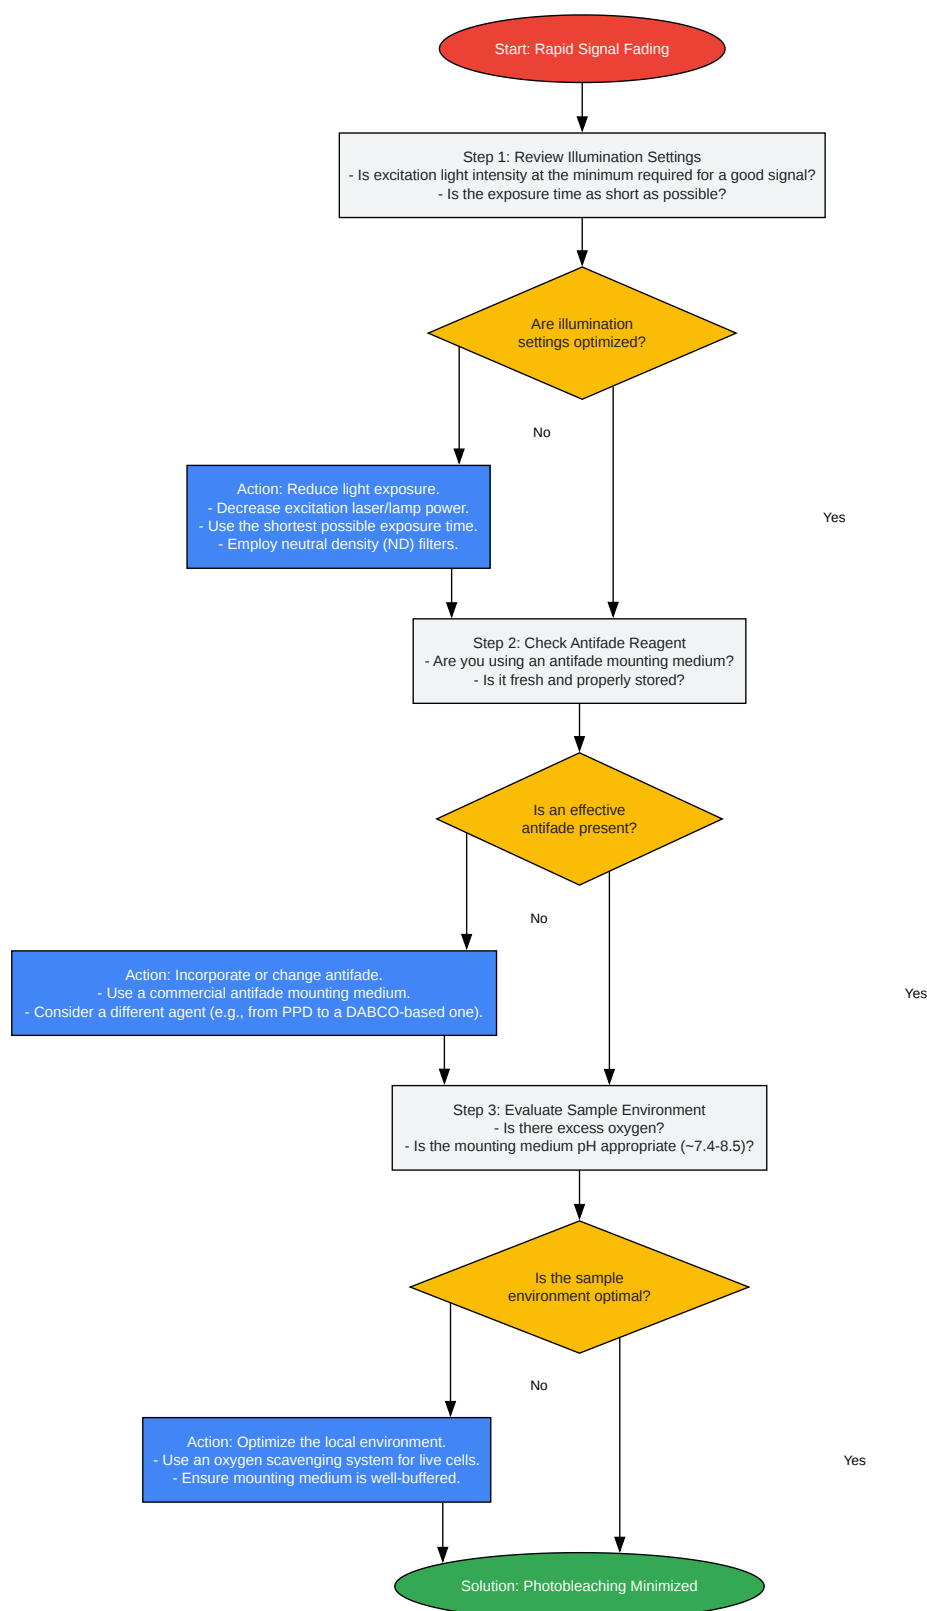 Start: Rapid Signal Fading
Step 1: Review Illumination Settings
- Is excitation light intensity at the minimum required for a good signal?
- Is the exposure time as short as possible?
Are illumination
settings optimized?
No
Yes
Action: Reduce light exposure.
- Decrease excitation laser/lamp power.
- Use the shortest possible exposure time.
- Employ neutral density (ND) filters.
Step 2: Check Antifade Reagent
- Are you using an antifade mounting medium?
- Is it fresh and properly stored?
Is an effective
antifade present?
No
Yes
Action: Incorporate or change antifade.
- Use a commercial antifade mounting medium.
- Consider a different agent (e.g., from PPD to a DABCO-based one).
Step 3: Evaluate Sample Environment
- Is there excess oxygen?
- Is the mounting medium pH appropriate (~7.4-8.5)?
Is the sample
environment optimal?
No
Yes
Action: Optimize the local environment.
- Use an oxygen scavenging system for live cells.
- Ensure mounting medium is well-buffered.
Solution: Photobleaching Minimized